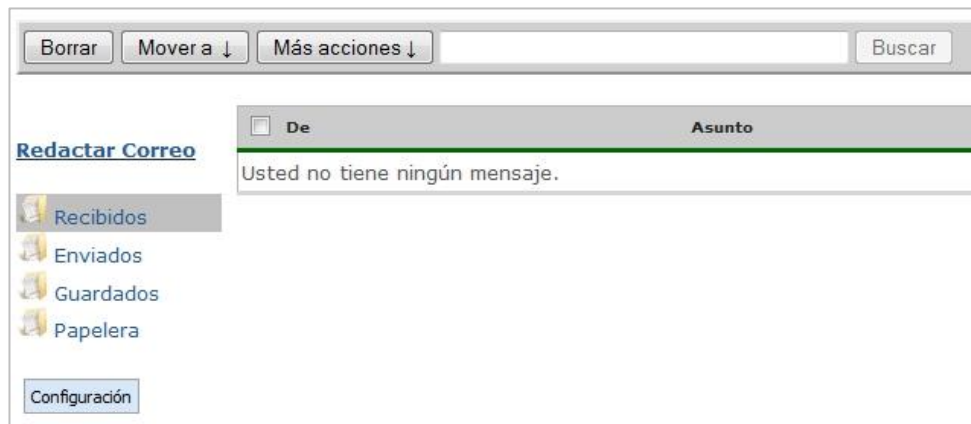 Borrar Mover a ↓ Más acciones ↓ Buscar
De Asunto
Redactar Correo
Usted no tiene ningún mensaje.
Recibidos
Enviados
Guardados
Papelera
Configuración